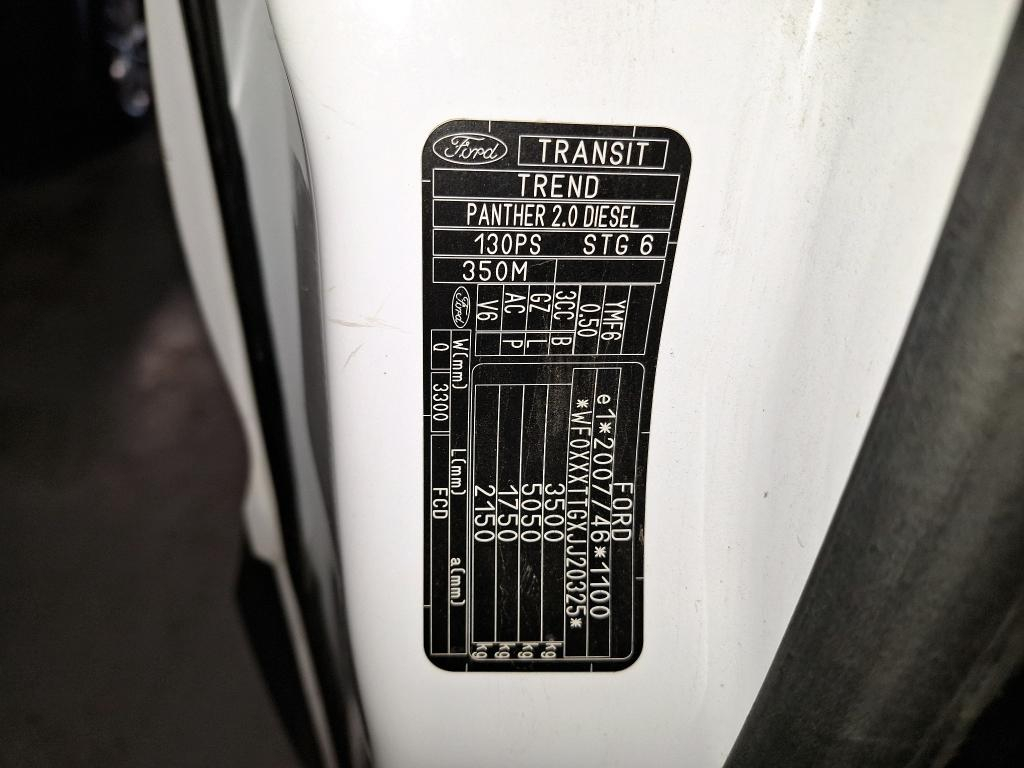 Ford TRANSIT
TREND
PANTHER 2.0 DIESEL
130PS STG 6
350M
YMFG
0.50
3CC B
GZ L
AC P
V6
FORD
e1*2007/46*1100
*WF0XXXTTGXJJ20325*
3500 kg
5050 kg
1750 kg
2150 kg
Ford W(mm) L(mm) a(mm)
0 3300 FCD